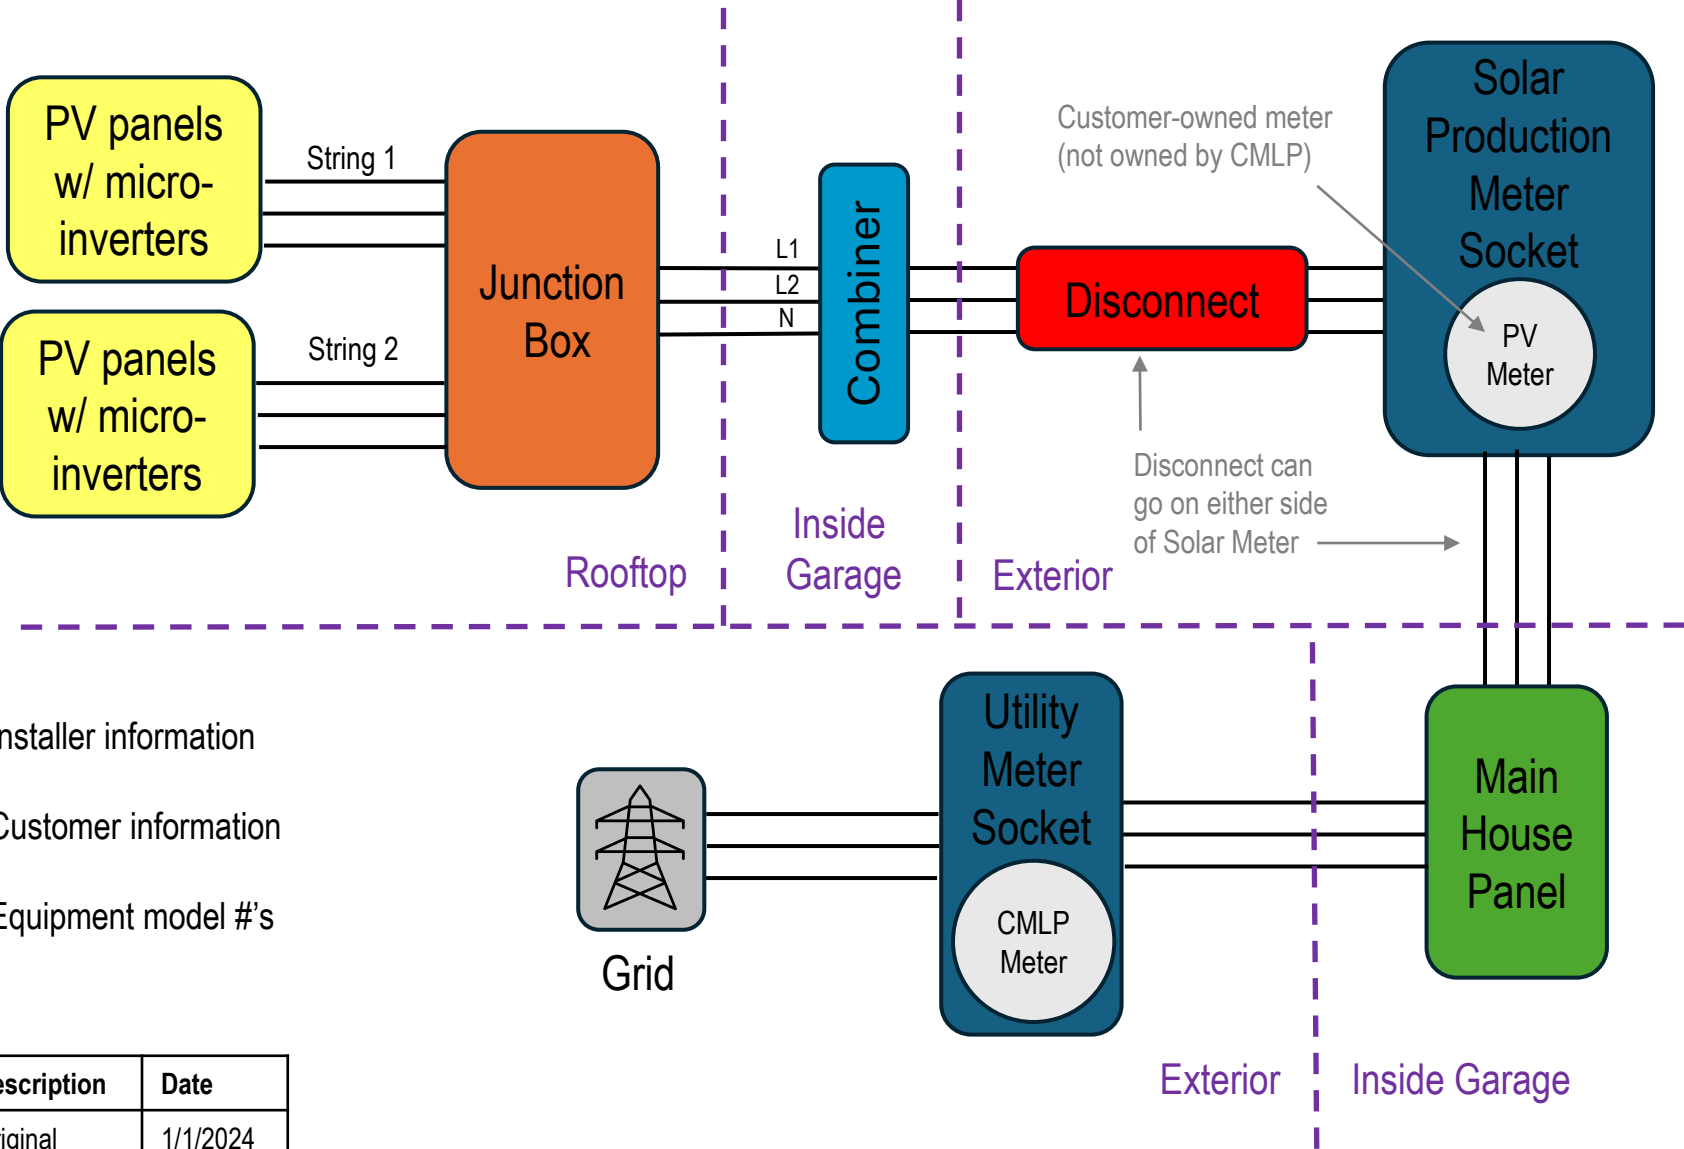 PV panels
w/ micro-
inverters
String 1
PV panels
w/ micro-
inverters
String 2
Junction
Box
L1
L2
N
Combiner
Disconnect
Customer-owned meter
(not owned by CMLP)
Solar
Production
Meter
Socket
PV
Meter
Disconnect can
go on either side
of Solar Meter
Rooftop
Inside
Garage
Exterior
nstaller information
Customer information
Equipment model #'s
Grid
Utility
Meter
Socket
CMLP
Meter
Main
House
Panel
Exterior
Inside Garage
escription Date
riginal 1/1/2024